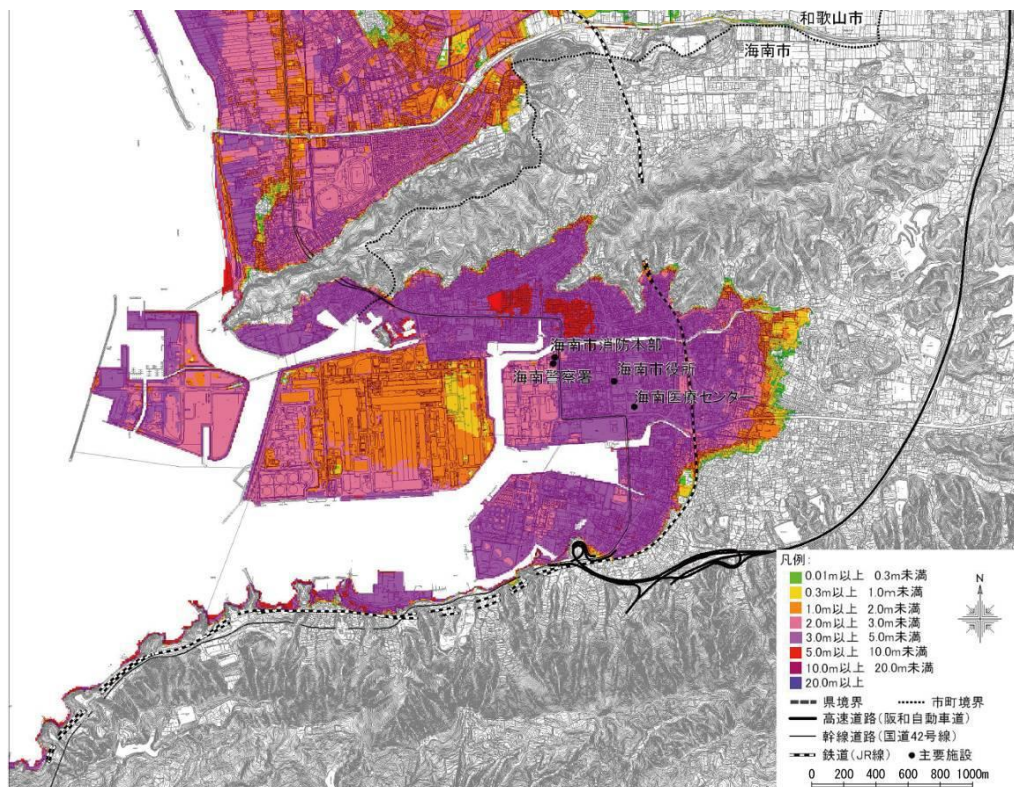 和歌山市
海南市
海南市消防本部
海南警察署
海南市役所
海南医療センター
凡例:
0.01m以上 0.3m未満
0.3m以上 1.0m未満
1.0m以上 2.0m未満
2.0m以上 3.0m未満
3.0m以上 5.0m未満
5.0m以上 10.0m未満
10.0m以上 20.0m未満
20.0m以上
N
県境界 市町境界
高速道路(阪和自動車道)
幹線道路(国道42号線)
鉄道(JR線) ●主要施設
0 200 400 600 800 1000m